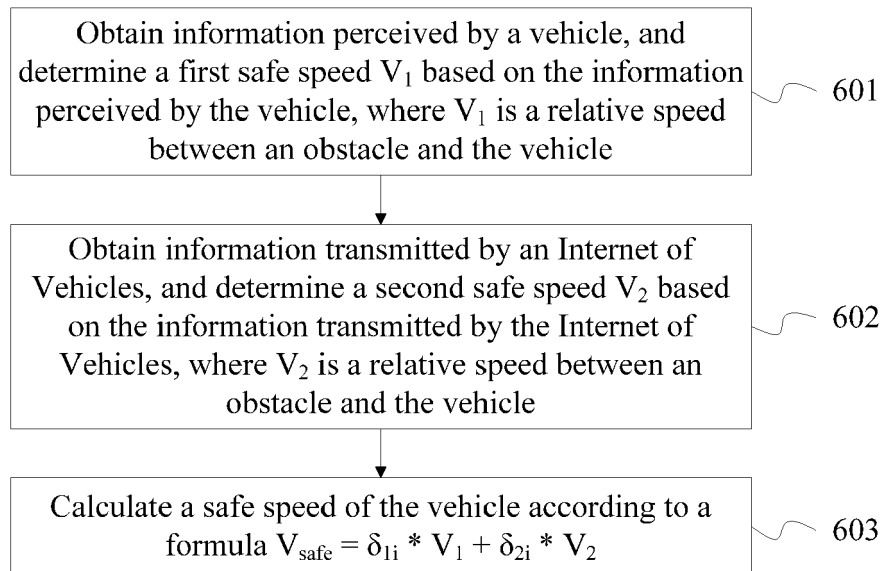 Obtain information perceived by a vehicle, and
determine a first safe speed V₁ based on the information
perceived by the vehicle, where V₁ is a relative speed
between an obstacle and the vehicle
601
Obtain information transmitted by an Internet of
Vehicles, and determine a second safe speed V₂ based
on the information transmitted by the Internet of
Vehicles, where V₂ is a relative speed between an
obstacle and the vehicle
602
Calculate a safe speed of the vehicle according to a
formula V_safe = δ₁ᵢ * V₁ + δ₂ᵢ * V₂
603